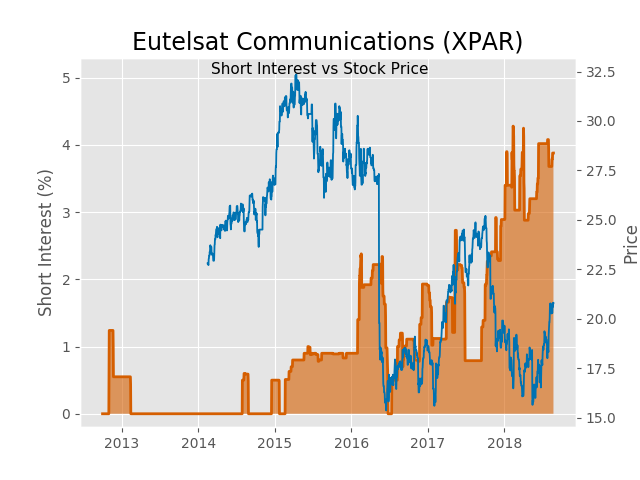 Eutelsat Communications (XPAR)
Short Interest vs Stock Price
Short Interest (%)
5
4
3
2
1
0
32.5
30.0
27.5
25.0
22.5
20.0
17.5
15.0
Price
2013 2014 2015 2016 2017 2018